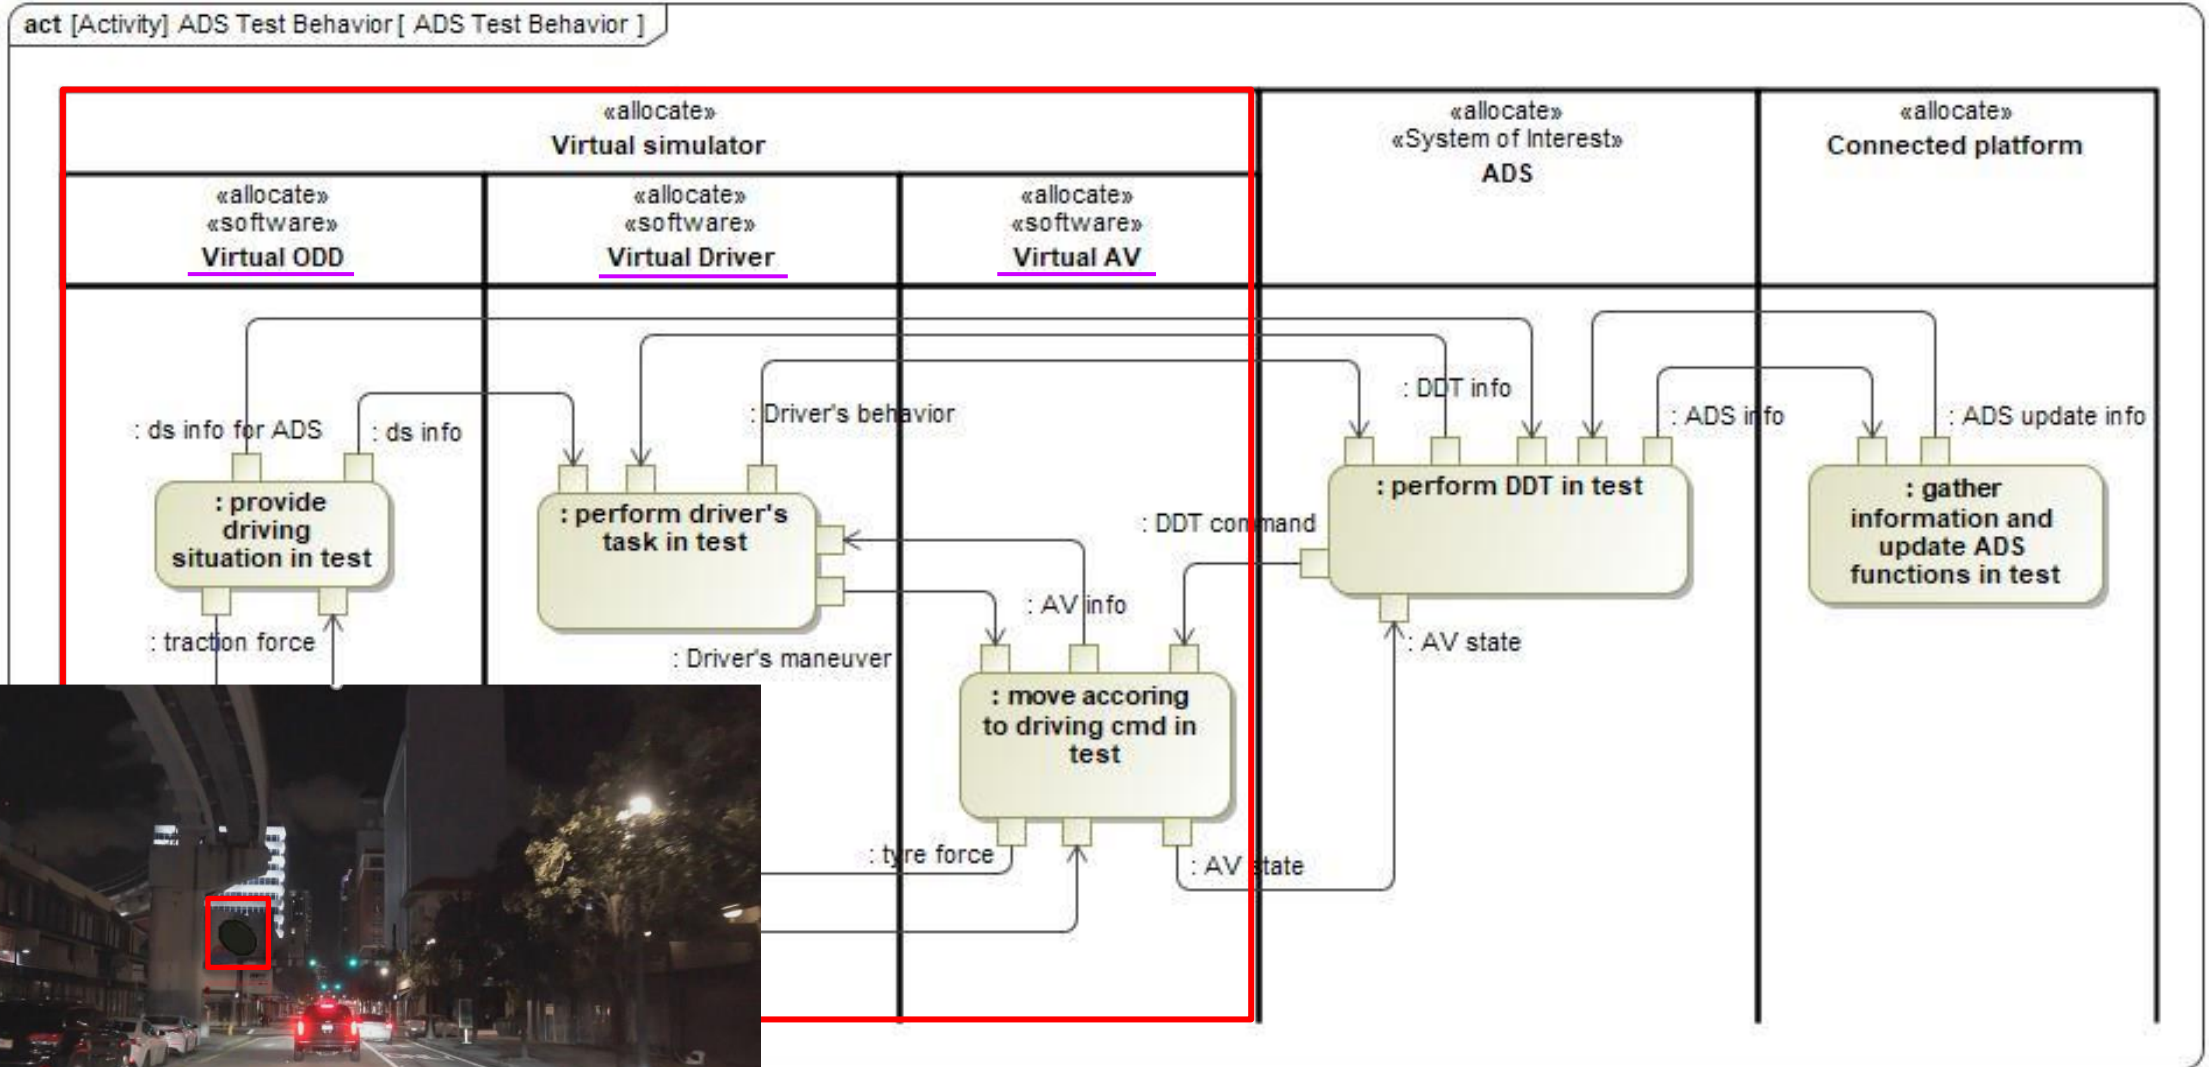 act [Activity] ADS Test Behavior [ ADS Test Behavior ]
«allocate»
Virtual simulator
«allocate»
«System of Interest»
ADS
«allocate»
Connected platform
«allocate»
«software»
Virtual ODD
«allocate»
«software»
Virtual Driver
«allocate»
«software»
Virtual AV
: ds info for ADS
: ds info
: Driver's behavior
: DDT info
: ADS info
: ADS update info
: provide
driving
situation in test
: perform driver's
task in test
: perform DDT in test
: gather
information and
update ADS
functions in test
: DDT command
: AV info
: traction force
: Driver's maneuver
: AV state
: move accoring
to driving cmd in
test
: tyre force
: AV state